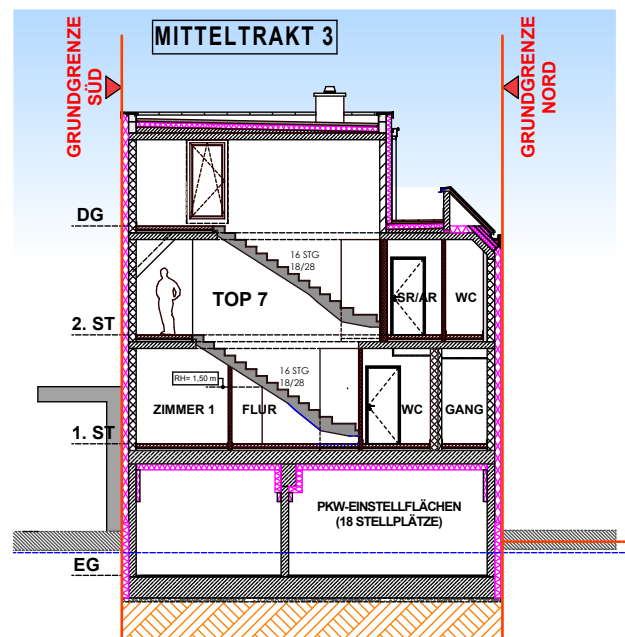 MITTELTRAKT 3
GRUNDGRENZE
SÜD
GRUNDGRENZE
NORD
DG
16 STG
18/28
TOP 7
SR/AR
WC
2. ST
16 STG
18/28
RH= 1,50 m
ZIMMER 1
FLUR
WC
GANG
1. ST
PKW-EINSTELLFLÄCHEN
(18 STELLPLÄTZE)
EG